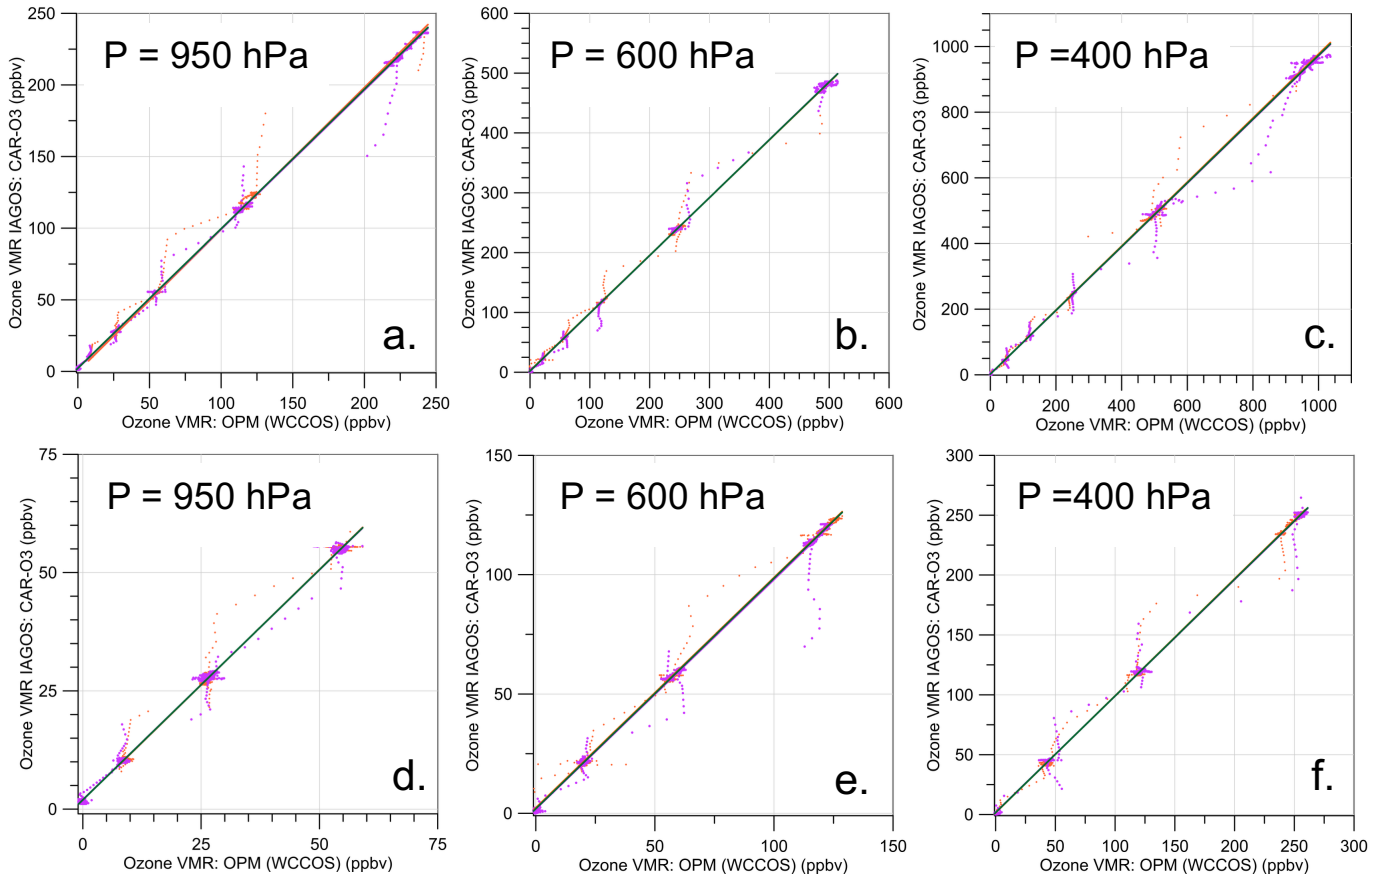 P = 950 hPa
a.
Ozone VMR IAGOS: CAR-O3 (ppbv)
250
200
150
100
50
0
0 50 100 150 200 250
Ozone VMR: OPM (WCCOS) (ppbv)
P = 600 hPa
b.
Ozone VMR IAGOS: CAR-O3 (ppbv)
600
500
400
300
200
100
0
0 100 200 300 400 500 600
Ozone VMR: OPM (WCCOS) (ppbv)
P =400 hPa
c.
Ozone VMR IAGOS: CAR-O3 (ppbv)
1000
800
600
400
200
0
0 200 400 600 800 1000
Ozone VMR: OPM (WCCOS) (ppbv)
P = 950 hPa
d.
Ozone VMR IAGOS: CAR-O3 (ppbv)
75
50
25
0
0 25 50 75
Ozone VMR: OPM (WCCOS) (ppbv)
P = 600 hPa
e.
Ozone VMR IAGOS: CAR-O3 (ppbv)
150
100
50
0
0 50 100 150
Ozone VMR: OPM (WCCOS) (ppbv)
P =400 hPa
f.
Ozone VMR IAGOS: CAR-O3 (ppbv)
300
250
200
150
100
50
0
0 50 100 150 200 250 300
Ozone VMR: OPM (WCCOS) (ppbv)